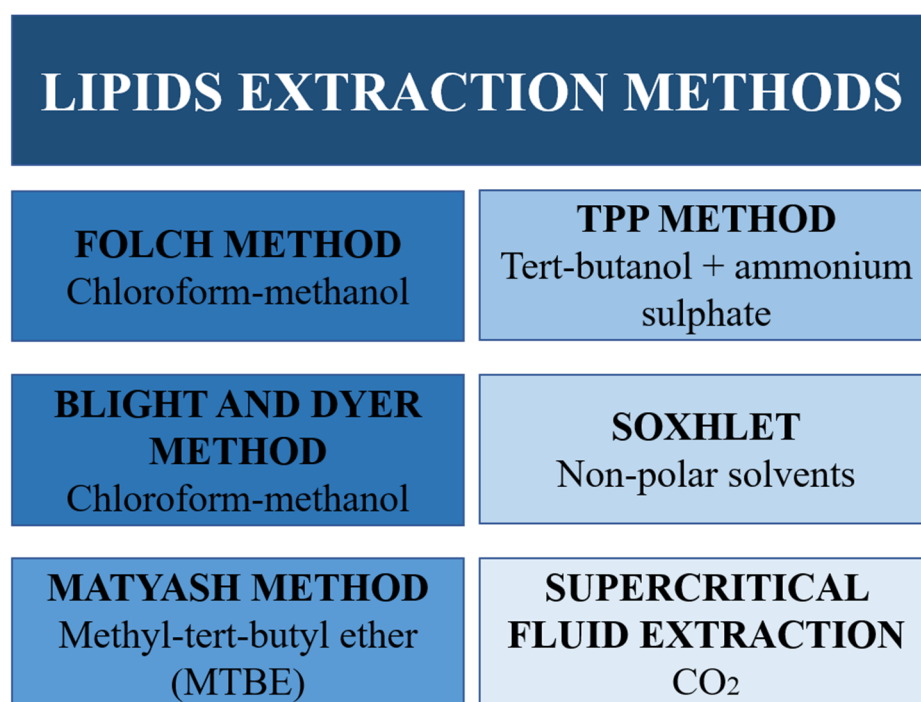 LIPIDS EXTRACTION METHODS
FOLCH METHOD
Chloroform-methanol
TPP METHOD
Tert-butanol + ammonium
sulphate
BLIGHT AND DYER
METHOD
Chloroform-methanol
SOXHLET
Non-polar solvents
MATYASH METHOD
Methyl-tert-butyl ether
(MTBE)
SUPERCRITICAL
FLUID EXTRACTION
CO₂